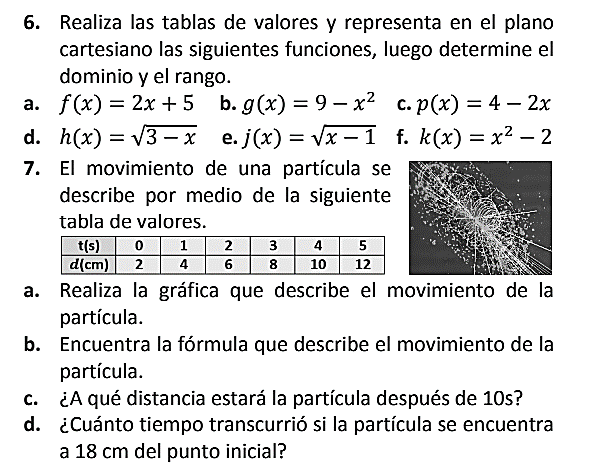 6. Realiza las tablas de valores y representa en el plano
cartesiano las siguientes funciones, luego determine el
dominio y el rango.
a. f(x) = 2x + 5 b. g(x) = 9 − x² c. p(x) = 4 − 2x
d. h(x) = √(3 − x) e. j(x) = √(x − 1) f. k(x) = x² − 2
7. El movimiento de una partícula se
describe por medio de la siguiente
tabla de valores.
t(s) 0 1 2 3 4 5
d(cm) 2 4 6 8 10 12
a. Realiza la gráfica que describe el movimiento de la
partícula.
b. Encuentra la fórmula que describe el movimiento de la
partícula.
c. ¿A qué distancia estará la partícula después de 10s?
d. ¿Cuánto tiempo transcurrió si la partícula se encuentra
a 18 cm del punto inicial?